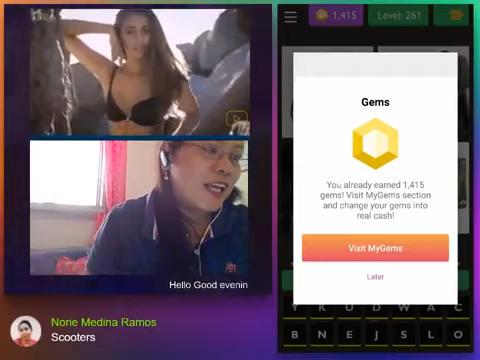 1,415
Level: 261
Gems
You already earned 1,415
gems! Visit MyGems section
and change your gems into
real cash!
Visit MyGems
Later
Y K U D W A C
B N E J S L O
Hello Good evenin
Norie Medina Ramos
Scooters